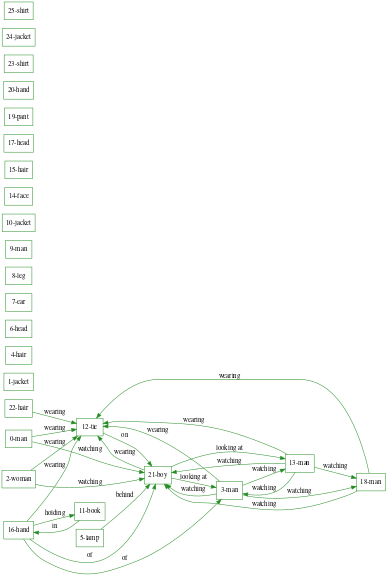 25-shirt
24-jacket
23-shirt
20-hand
19-pant
17-head
15-hair
14-face
10-jacket
9-man
8-leg
7-ear
6-head
4-hair
1-jacket
wearing
22-hair
wearing
wearing
wearing
12-tie
wearing
0-man
wearing
on
wearing
watching
looking at
wearing
watching
13-man
watching
2-woman
watching
21-boy
looking at
watching
18-man
wearing
watching
3-man
watching
watching
behind
watching
holding
11-book
16-hand
in
5-lamp
of
of